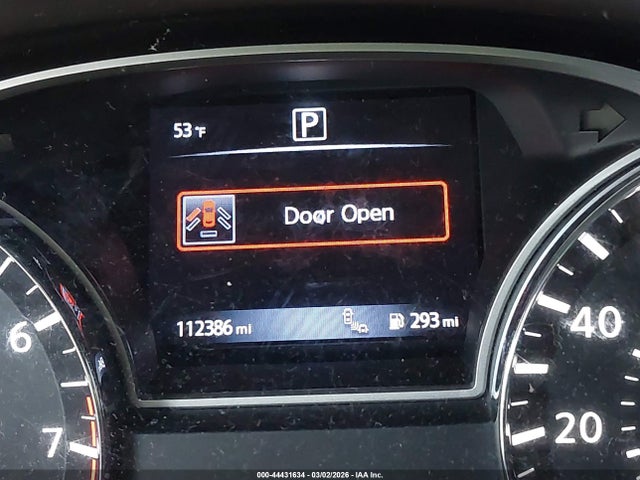 53 °F
P
Door Open
112386 mi
293 mi
6
7
40
20
000-44431634 - 03/02/2026 - IAA Inc.